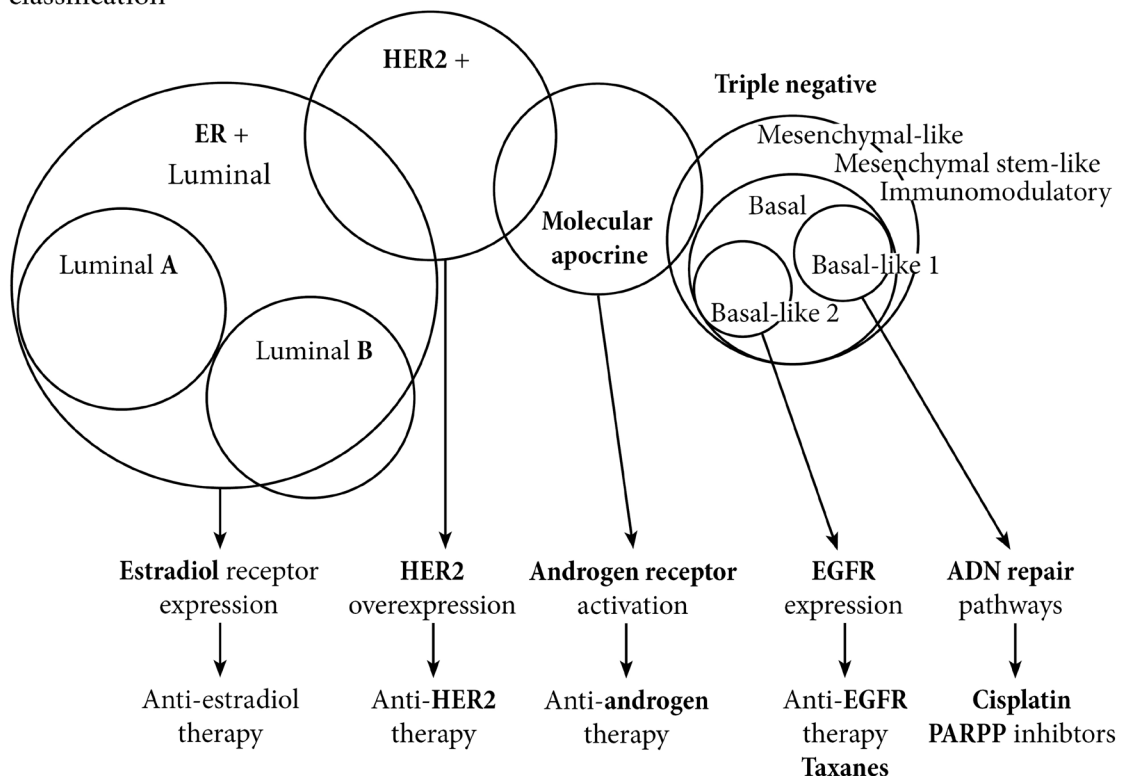 classification
HER2 +
Triple negative
ER +
Luminal
Mesenchymal-like
Mesenchymal stem-like
Immunomodulatory
Basal
Molecular
apocrine
Luminal A
Basal-like 1
Basal-like 2
Luminal B
Estradiol receptor
expression
HER2
overexpression
Androgen receptor
activation
EGFR
expression
ADN repair
pathways
Anti-estradiol
therapy
Anti-HER2
therapy
Anti-androgen
therapy
Anti-EGFR
therapy
Taxanes
Cisplatin
PARPP inhibtors